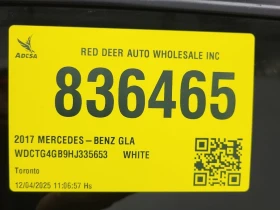 ADESA
RED DEER AUTO WHOLESALE INC
836465
2017 MERCEDES-BENZ GLA
WDCTG4GB9HJ335653 WHITE
Toronto
12/04/2025 11:06:57 Hs